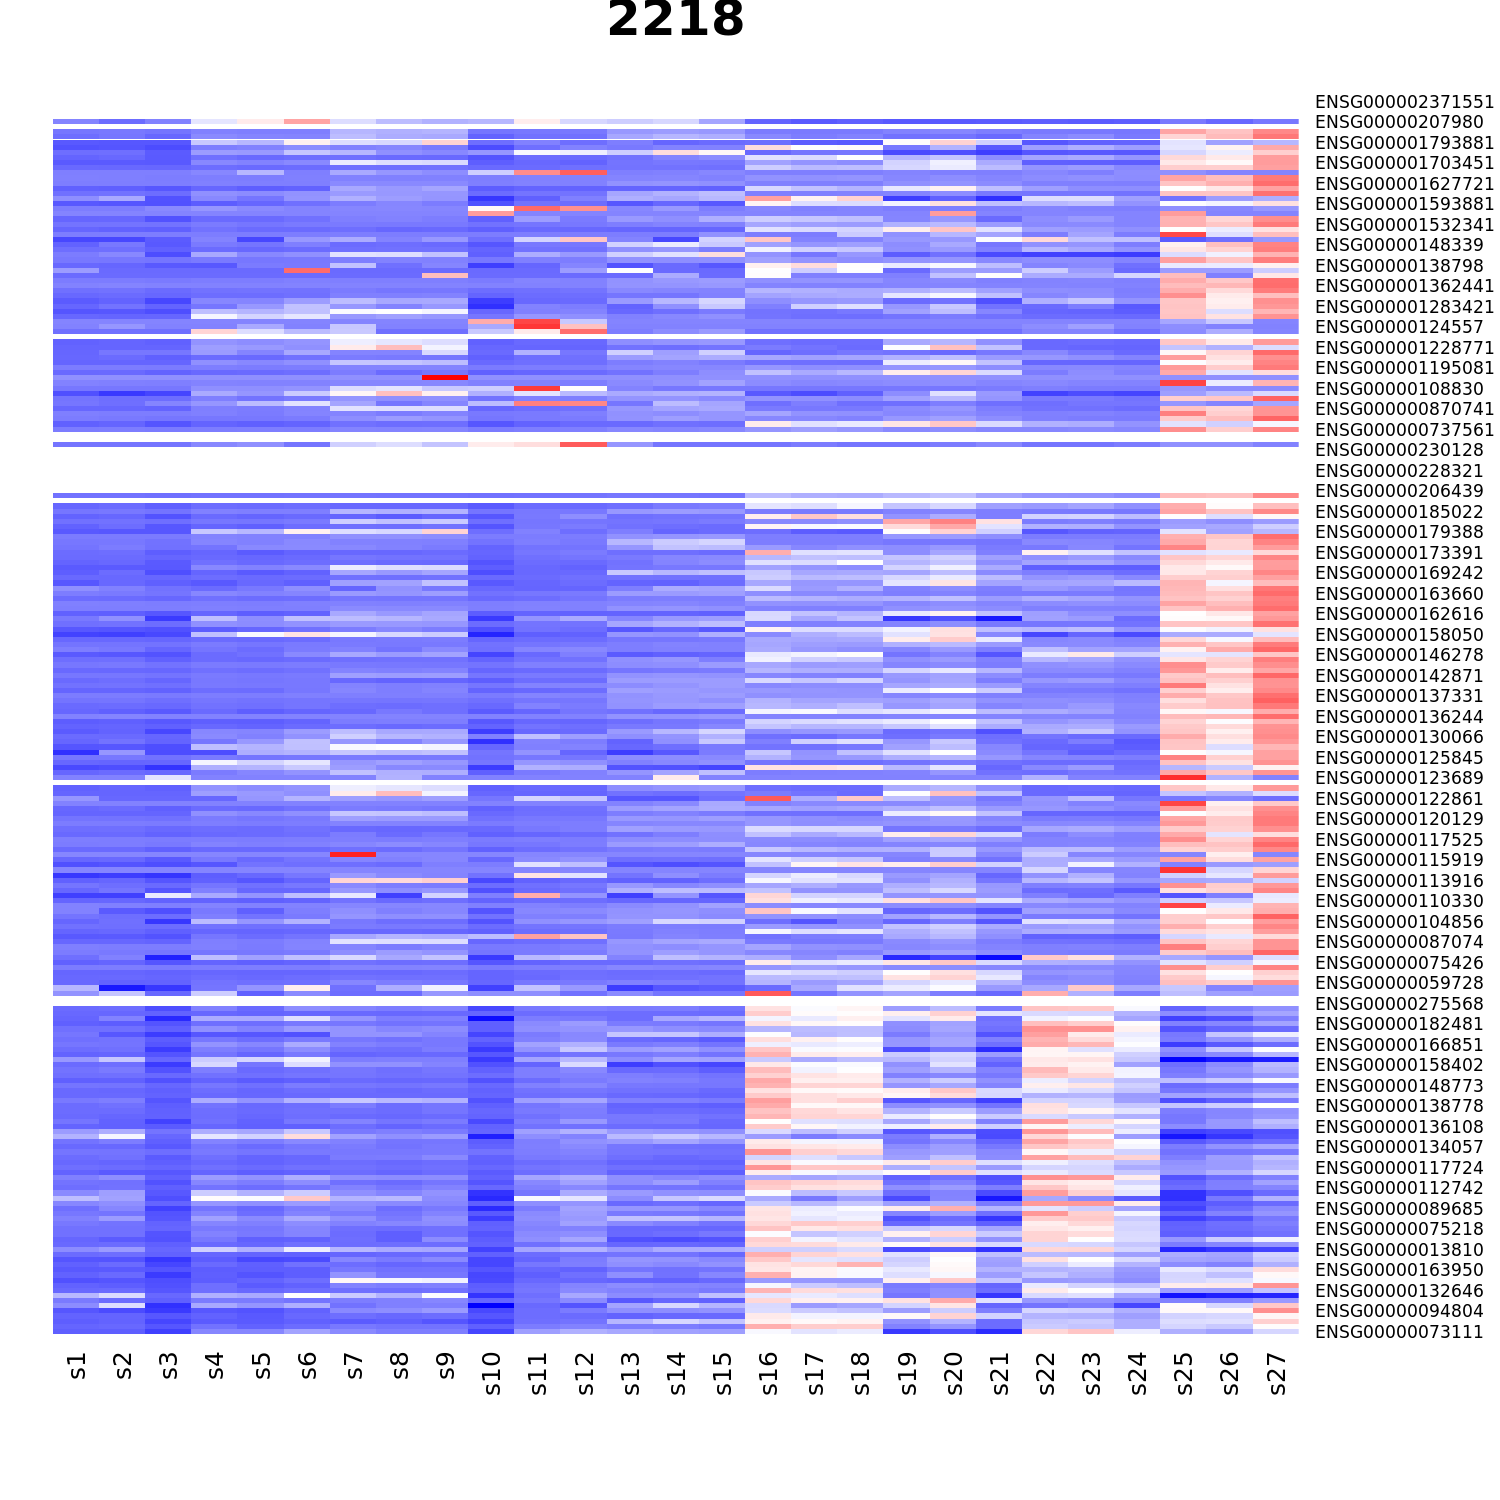 2218
ENSG000002371551
ENSG00000207980
ENSG000001793881
ENSG000001703451
ENSG000001627721
ENSG000001593881
ENSG000001532341
ENSG00000148339
ENSG00000138798
ENSG000001362441
ENSG000001283421
ENSG00000124557
ENSG000001228771
ENSG000001195081
ENSG00000108830
ENSG000000870741
ENSG000000737561
ENSG00000230128
ENSG00000228321
ENSG00000206439
ENSG00000185022
ENSG00000179388
ENSG00000173391
ENSG00000169242
ENSG00000163660
ENSG00000162616
ENSG00000158050
ENSG00000146278
ENSG00000142871
ENSG00000137331
ENSG00000136244
ENSG00000130066
ENSG00000125845
ENSG00000123689
ENSG00000122861
ENSG00000120129
ENSG00000117525
ENSG00000115919
ENSG00000113916
ENSG00000110330
ENSG00000104856
ENSG00000087074
ENSG00000075426
ENSG00000059728
ENSG00000275568
ENSG00000182481
ENSG00000166851
ENSG00000158402
ENSG00000148773
ENSG00000138778
ENSG00000136108
ENSG00000134057
ENSG00000117724
ENSG00000112742
ENSG00000089685
ENSG00000075218
ENSG00000013810
ENSG00000163950
ENSG00000132646
ENSG00000094804
ENSG00000073111
s1 s2 s3 s4 s5 s6 s7 s8 s9 s10 s11 s12 s13 s14 s15 s16 s17 s18 s19 s20 s21 s22 s23 s24 s25 s26 s27